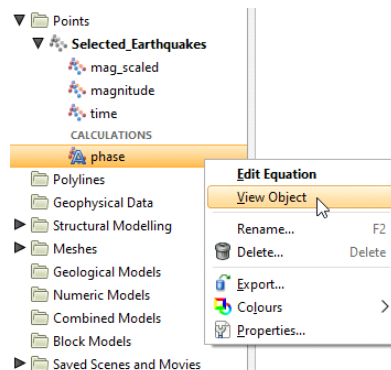 Points
Selected_Earthquakes
mag_scaled
magnitude
time
CALCULATIONS
phase
Polylines
Geophysical Data
Structural Modelling
Meshes
Geological Models
Numeric Models
Combined Models
Block Models
Saved Scenes and Movies
Edit Equation
View Object
Rename... F2
Delete... Delete
Export...
Colours
Properties...